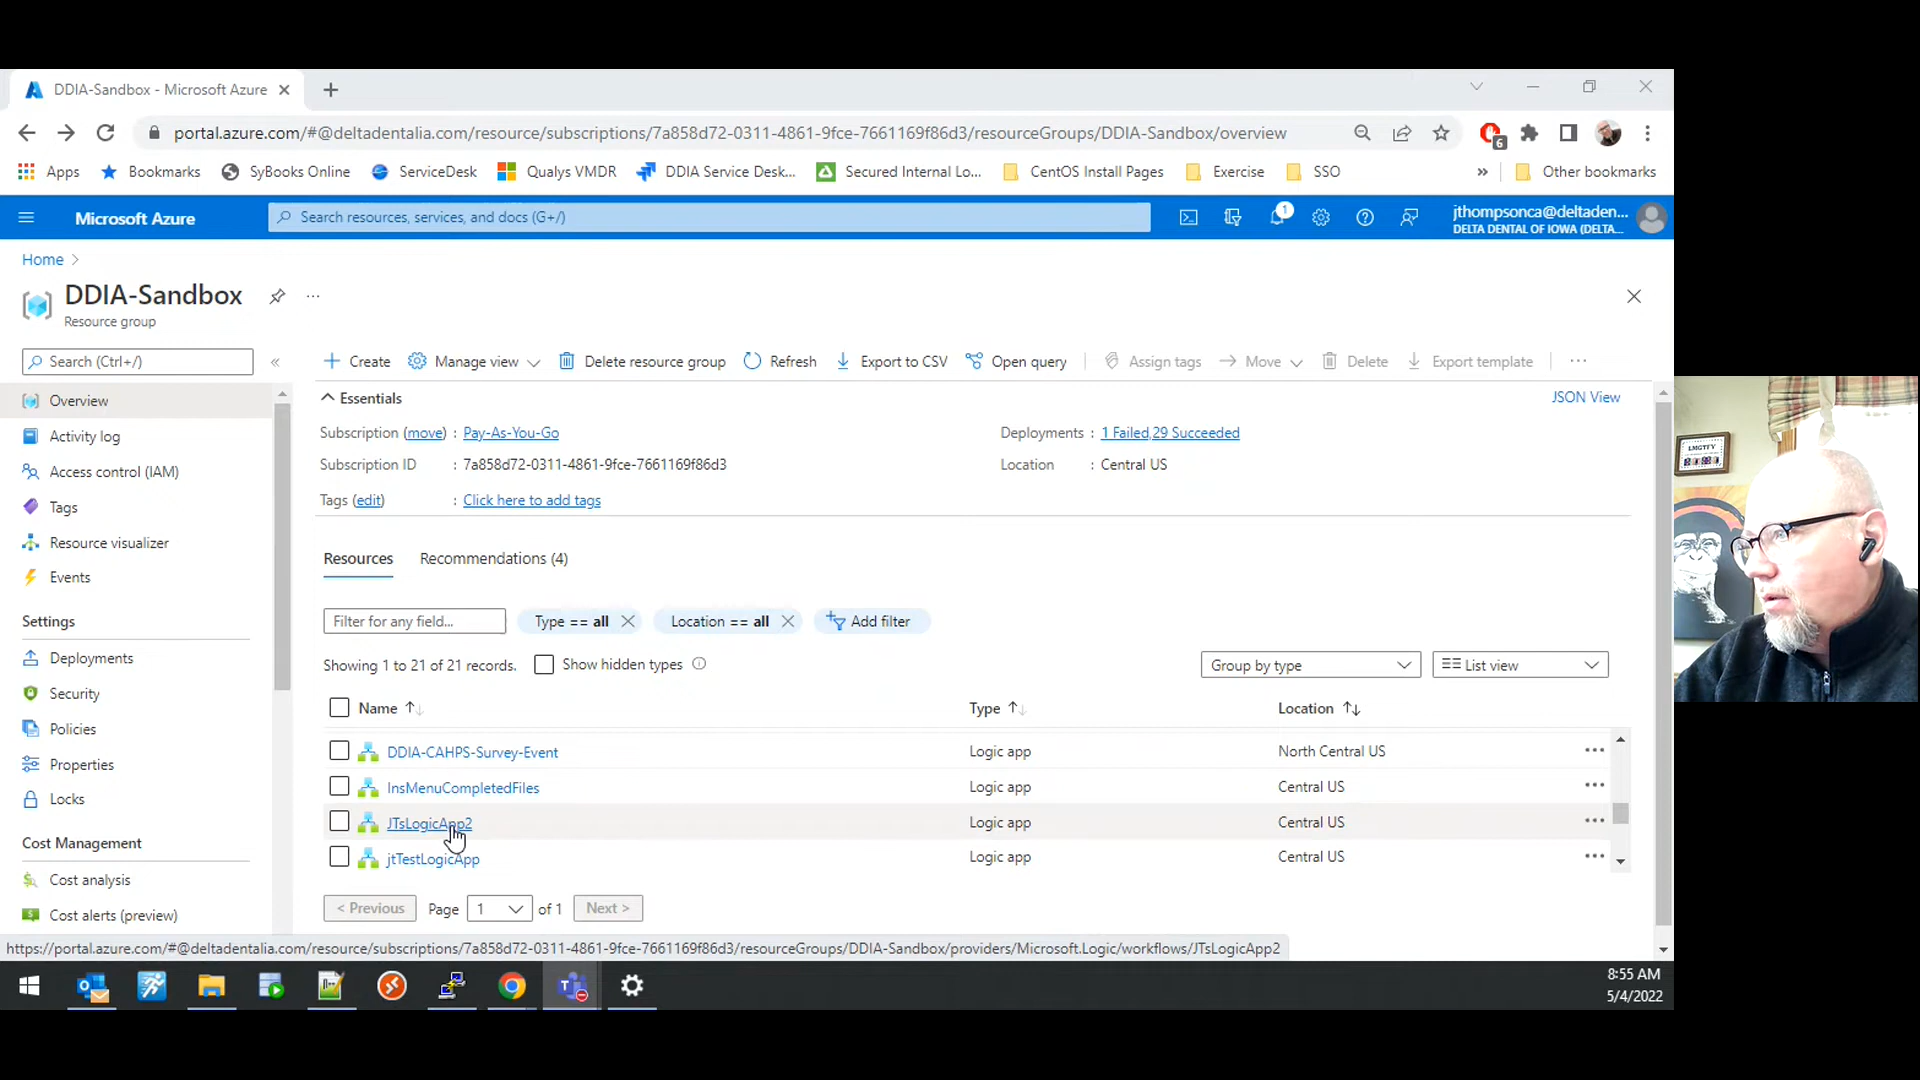 DDIA-Sandbox - Microsoft Azure
portal.azure.com/#@deltadentalia.com/resource/subscriptions/7a858d72-0311-4861-9fce-7661169f86d3/resourceGroups/DDIA-Sandbox/overview
6
Apps Bookmarks SyBooks Online ServiceDesk Qualys VMDR DDIA Service Desk... Secured Internal Lo... CentOS Install Pages Exercise SSO » Other bookmarks
Microsoft Azure
Search resources, services, and docs (G+/)
1
jthompsonca@deltaden...
DELTA DENTAL OF IOWA (DELTA...
Home >
DDIA-Sandbox
...
Resource group
Search (Ctrl+/)
«
Create Manage view Delete resource group Refresh Export to CSV Open query Assign tags Move Delete Export template ...
Overview
Activity log
Access control (IAM)
Tags
Resource visualizer
Events
Settings
Deployments
Security
Policies
Properties
Locks
Cost Management
Cost analysis
Cost alerts (preview)
Essentials
JSON View
Subscription (move) : Pay-As-You-Go
Deployments : 1 Failed,29 Succeeded
Subscription ID : 7a858d72-0311-4861-9fce-7661169f86d3
Location : Central US
Tags (edit) : Click here to add tags
Resources Recommendations (4)
Filter for any field... Type == all Location == all Add filter
Showing 1 to 21 of 21 records. Show hidden types
Group by type List view
Name Type Location
DDIA-CAHPS-Survey-Event Logic app North Central US ...
InsMenuCompletedFiles Logic app Central US ...
JTsLogicApp2 Logic app Central US ...
jtTestLogicApp Logic app Central US ...
< Previous Page 1 of 1 Next >
https://portal.azure.com/#@deltadentalia.com/resource/subscriptions/7a858d72-0311-4861-9fce-7661169f86d3/resourceGroups/DDIA-Sandbox/providers/Microsoft.Logic/workflows/JTsLogicApp2
8:55 AM
5/4/2022
LMGTFY